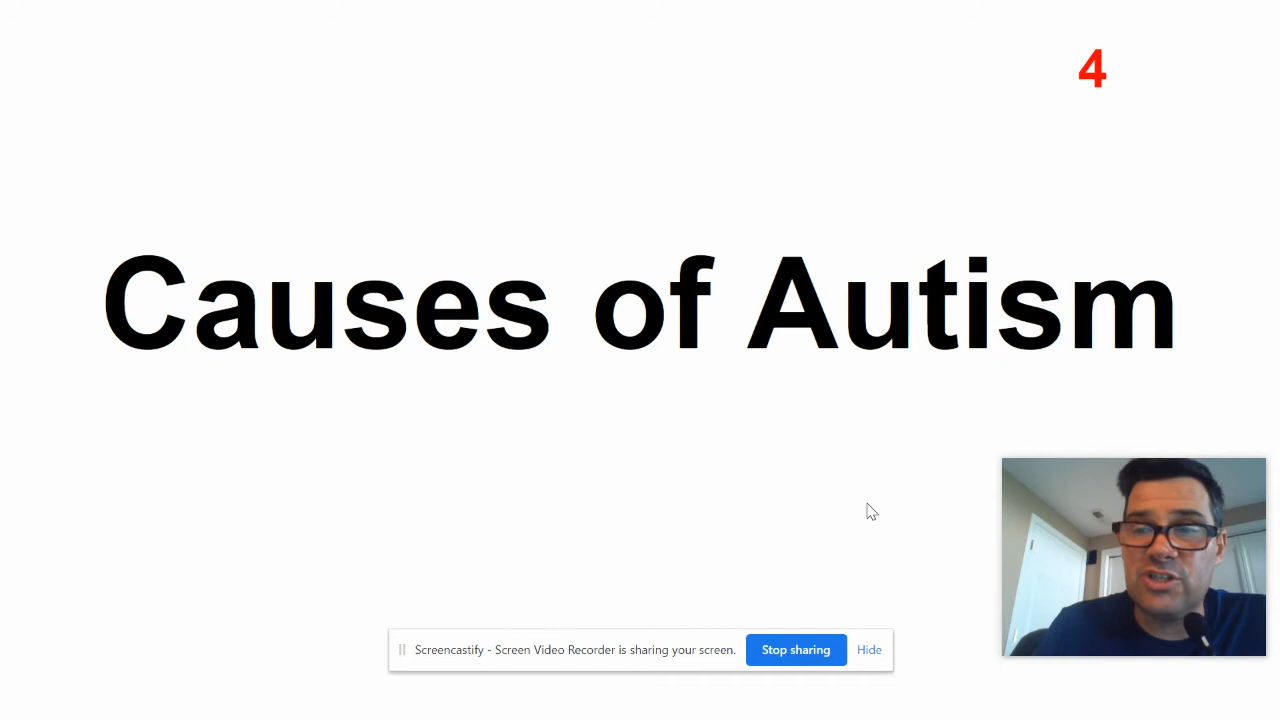 4
Causes of Autism
Screencastify - Screen Video Recorder is sharing your screen. Stop sharing Hide